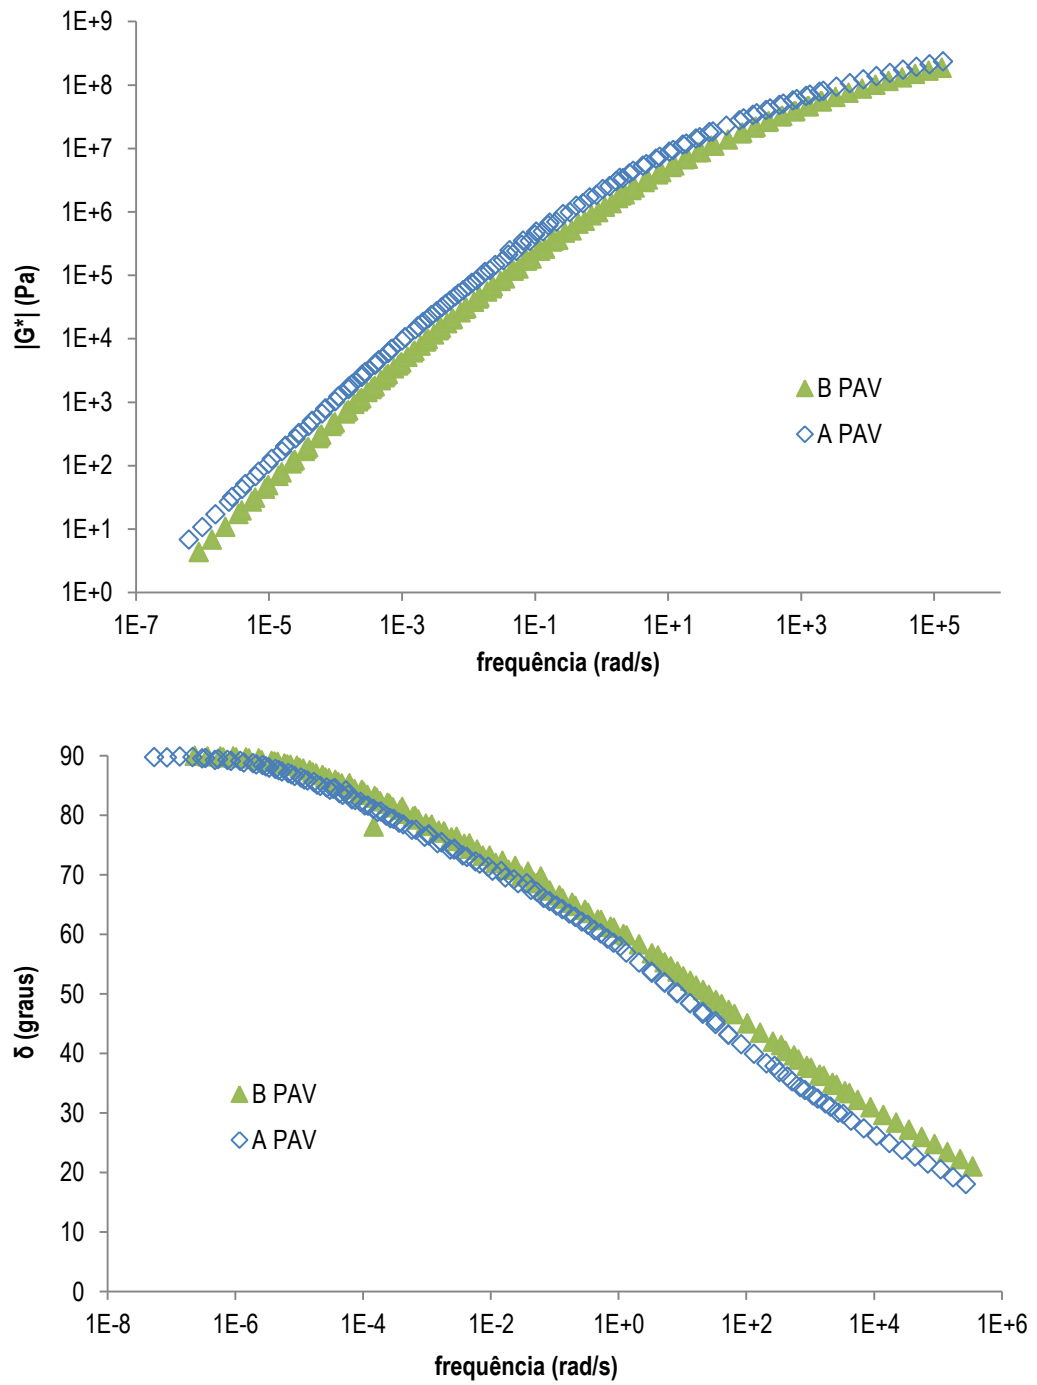 1E+9
1E+8
1E+7
1E+6
1E+5
1E+4
1E+3
1E+2
1E+1
1E+0
|G*| (Pa)
B PAV
A PAV
1E-7 1E-5 1E-3 1E-1 1E+1 1E+3 1E+5
frequência (rad/s)
90
80
70
60
50
40
30
20
10
0
δ (graus)
B PAV
A PAV
1E-8 1E-6 1E-4 1E-2 1E+0 1E+2 1E+4 1E+6
frequência (rad/s)